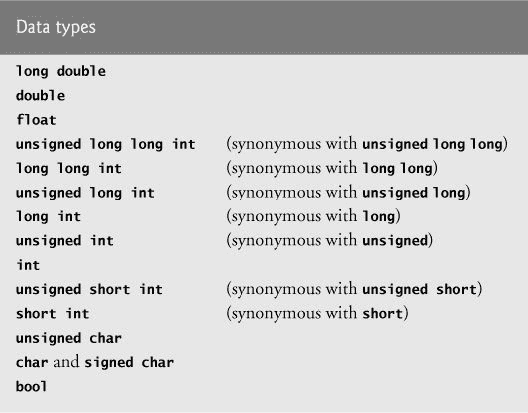 Data types
long double
double
float
unsigned long long int (synonymous with unsigned long long)
long long int (synonymous with long long)
unsigned long int (synonymous with unsigned long)
long int (synonymous with long)
unsigned int (synonymous with unsigned)
int
unsigned short int (synonymous with unsigned short)
short int (synonymous with short)
unsigned char
char and signed char
bool